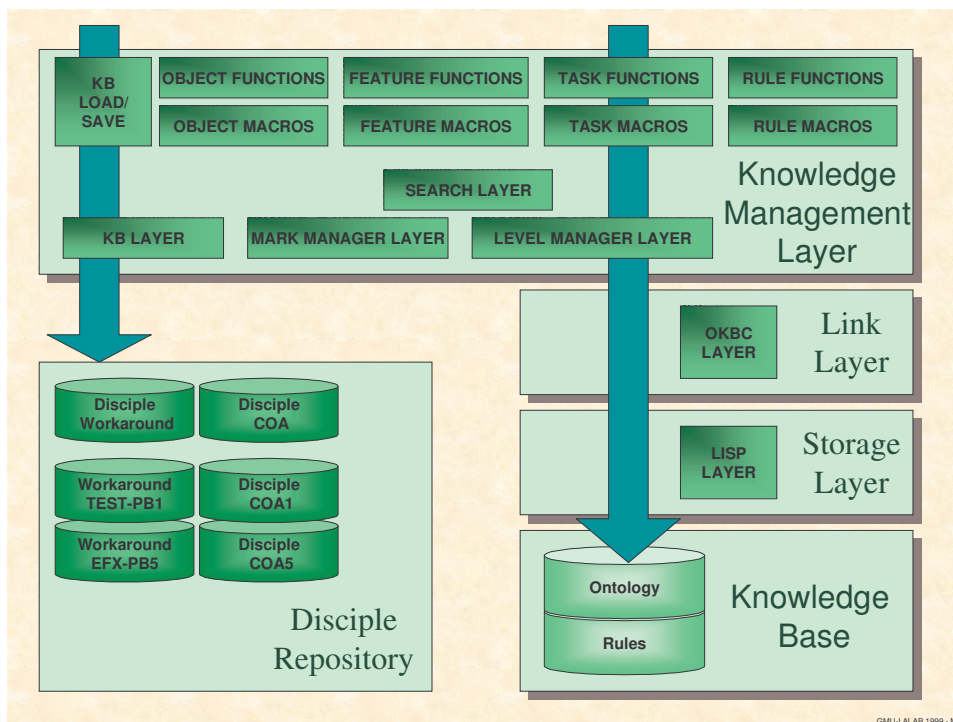 KB
LOAD/
SAVE
OBJECT FUNCTIONS
FEATURE FUNCTIONS
TASK FUNCTIONS
RULE FUNCTIONS
OBJECT MACROS
FEATURE MACROS
TASK MACROS
RULE MACROS
SEARCH LAYER
KB LAYER
MARK MANAGER LAYER
LEVEL MANAGER LAYER
Knowledge
Management
Layer
OKBC
LAYER
Link
Layer
LISP
LAYER
Storage
Layer
Disciple
Workaround
Disciple
COA
Workaround
TEST-PB1
Disciple
COA1
Workaround
EFX-PB5
Disciple
COA5
Disciple
Repository
Ontology
Rules
Knowledge
Base
1999